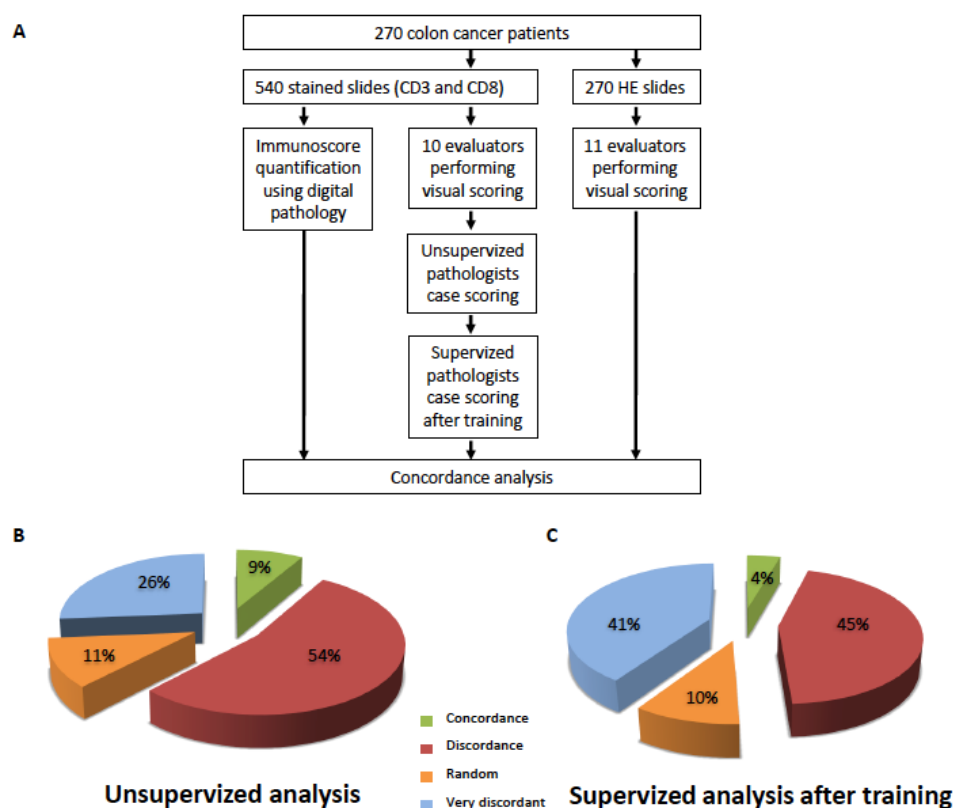 A
270 colon cancer patients
540 stained slides (CD3 and CD8)
270 HE slides
Immunoscore
quantification
using digital
pathology
10 evaluators
performing
visual scoring
11 evaluators
performing
visual scoring
Unsupervized
pathologists
case scoring
Supervized
pathologists
case scoring
after training
Concordance analysis
B
9%
54%
11%
26%
Unsupervized analysis
Concordance
Discordance
Random
Very discordant
C
4%
45%
10%
41%
Supervized analysis after training